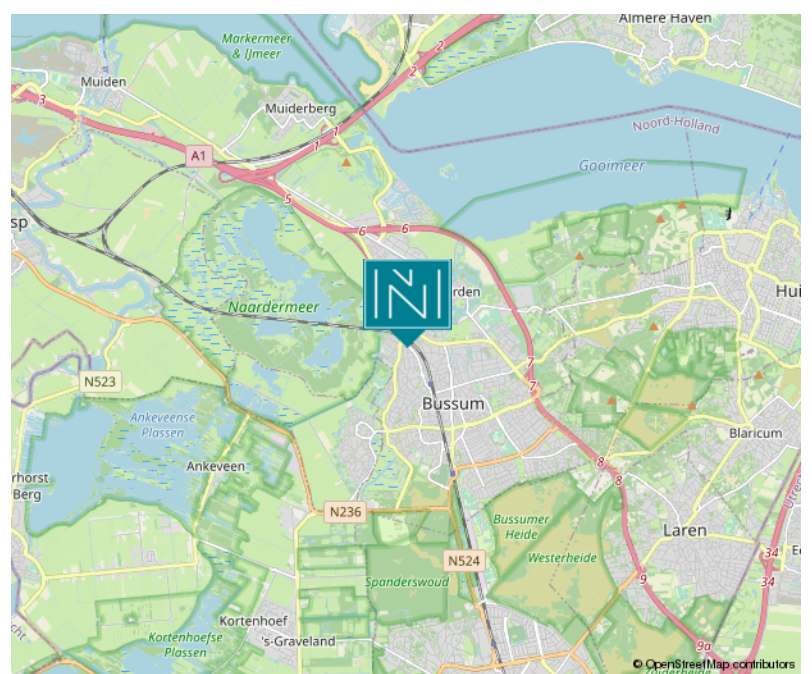 Almere Haven
Markermeer
& IJmeer
2
2
Muiden
3
Muiderberg
1
1
Noord-Holland
A1
Gooimeer
5
6
6
sp
N
rden
Hui
Naardermeer
7
7
N523
Bussum
Ankeveense
Plassen
Blaricum
Ankeveen
8
8
rhorst
Berg
Utrech
N236
Bussumer
Heide
Laren
Westerheide
34
N524
34
Spanderswoud
9
Kortenhoef
's-Graveland
cht
Kortenhoefse
Plassen
9a
© OpenStreetMap contributors